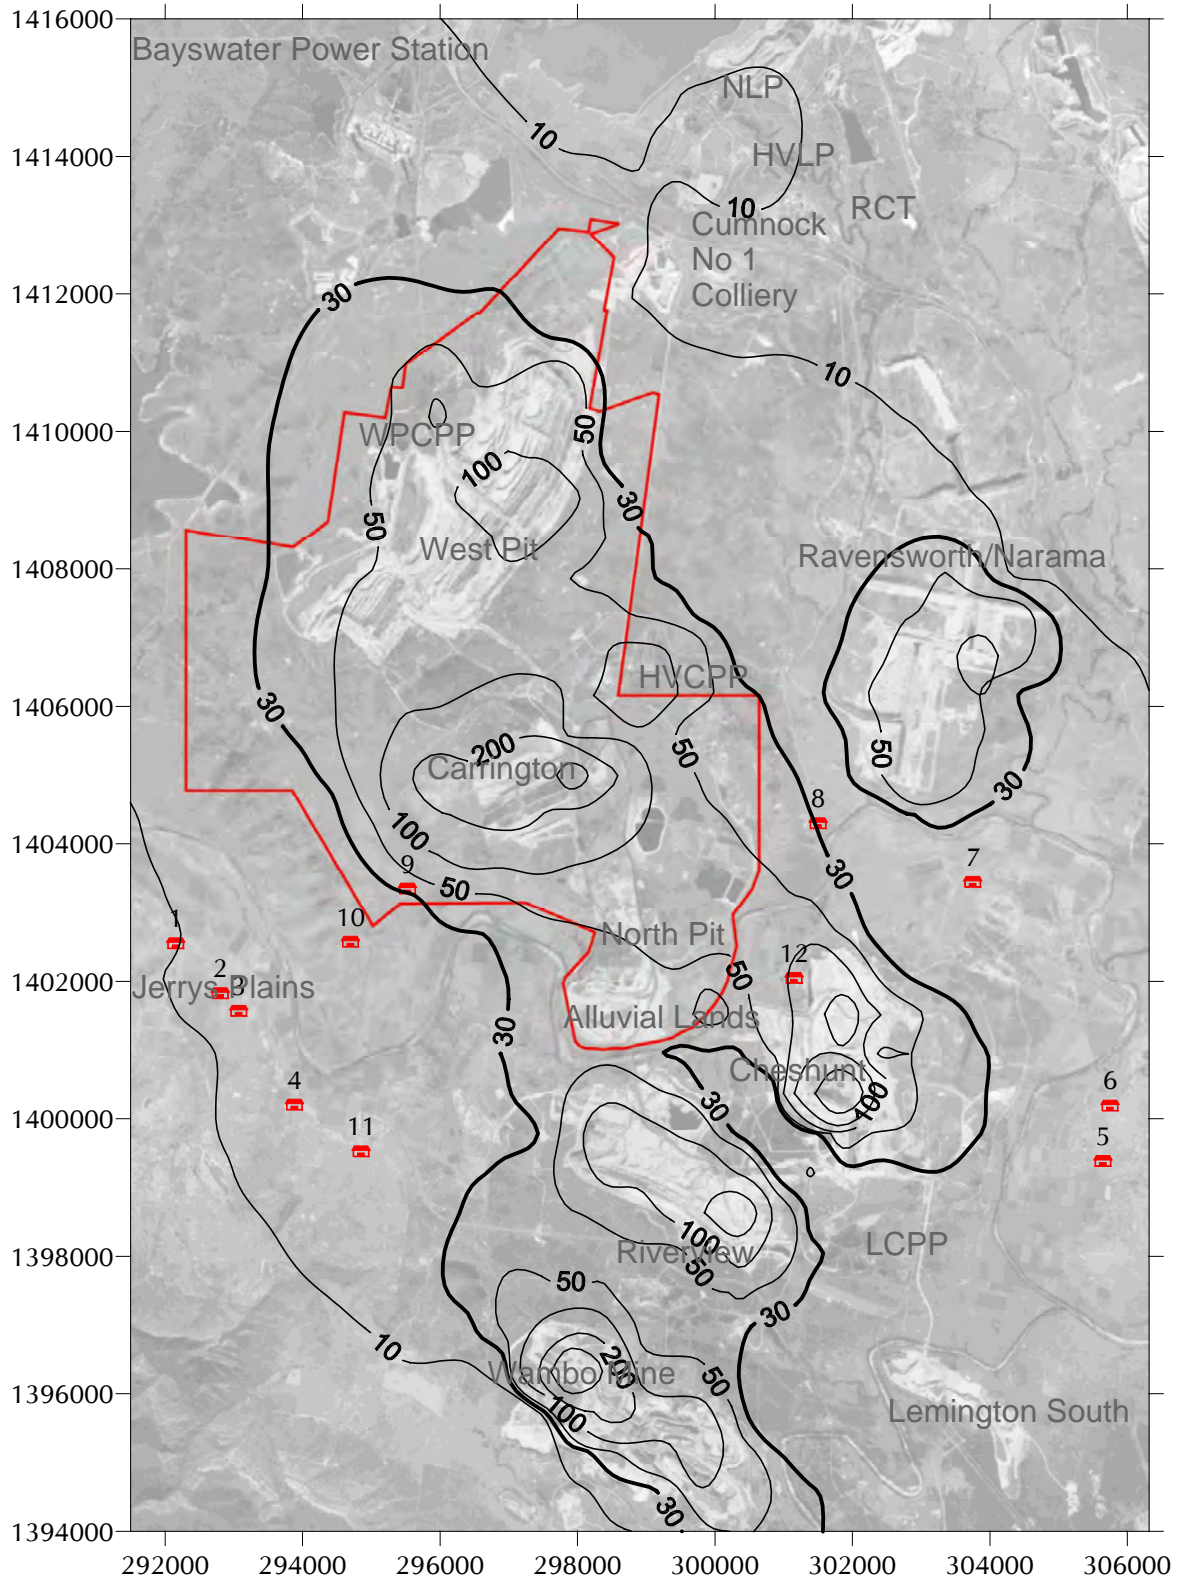 1416000
Bayswater Power Station
NLP
10
1414000
HVLP
10
RCT
Cumnock
No 1
Colliery
1412000
30
10
1410000
50
WPCPP
100
30
50
West Pit
1408000
Ravensworth/Narama
HVCPP
1406000
30
200
50
50
Carrington
30
8
1404000
100
7
9
50
30
1
10
North Pit
12
2
50
1402000
3
Jerrys Plains
30
Alluvial Lands
Cheshunt
4
30
100
6
1400000
11
5
100
LCPP
1398000
Riverview
50
50
30
10
200
50
Wambo Mine
1396000
100
Lemington South
30
1394000
292000 294000 296000 298000 300000 302000 304000 306000